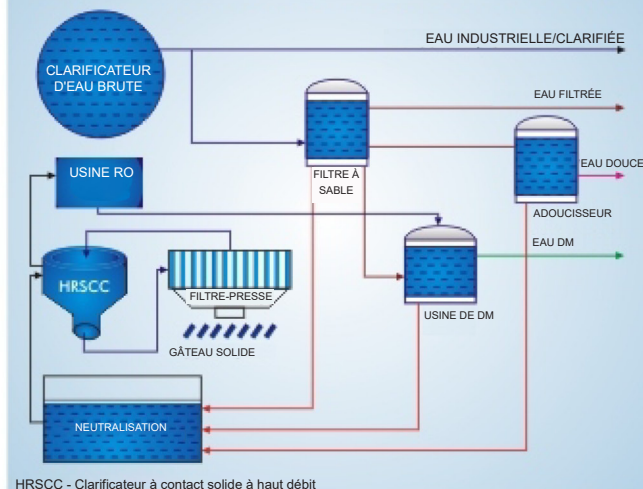 EAU INDUSTRIELLE/CLARIFIÉE
CLARIFICATEUR
D'EAU BRUTE
EAU FILTRÉE
USINE RO
FILTRE À
SABLE
EAU DOUCE
ADOUCISSEUR
EAU DM
HRSCC
FILTRE-PRESSE
USINE DE DM
GÂTEAU SOLIDE
NEUTRALISATION
HRSCC - Clarificateur à contact solide à haut débit